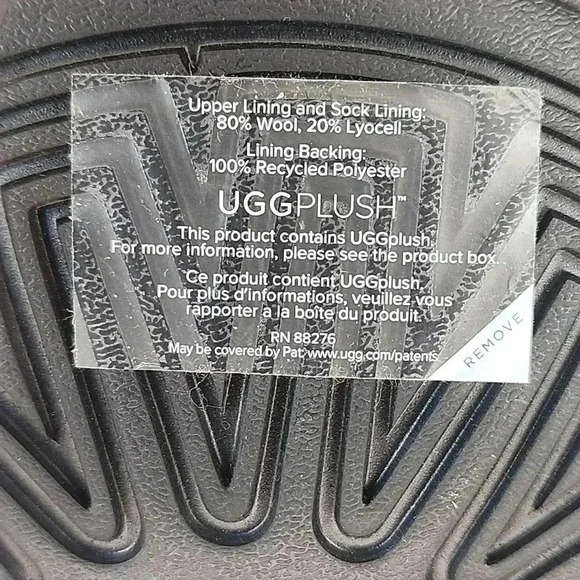 Upper Lining and Sock Lining:
80% Wool, 20% Lyocell
Lining Backing:
100% Recycled Polyester
UGGPLUSH™
This product contains UGGplush.
For more information, please see the product box.
Ce produit contient UGGplush.
Pour plus d'informations, veuillez vous
rapporter a la boîte du produit.
RN 88276
May be covered by Pat: www.ugg.com/patents
REMOVE